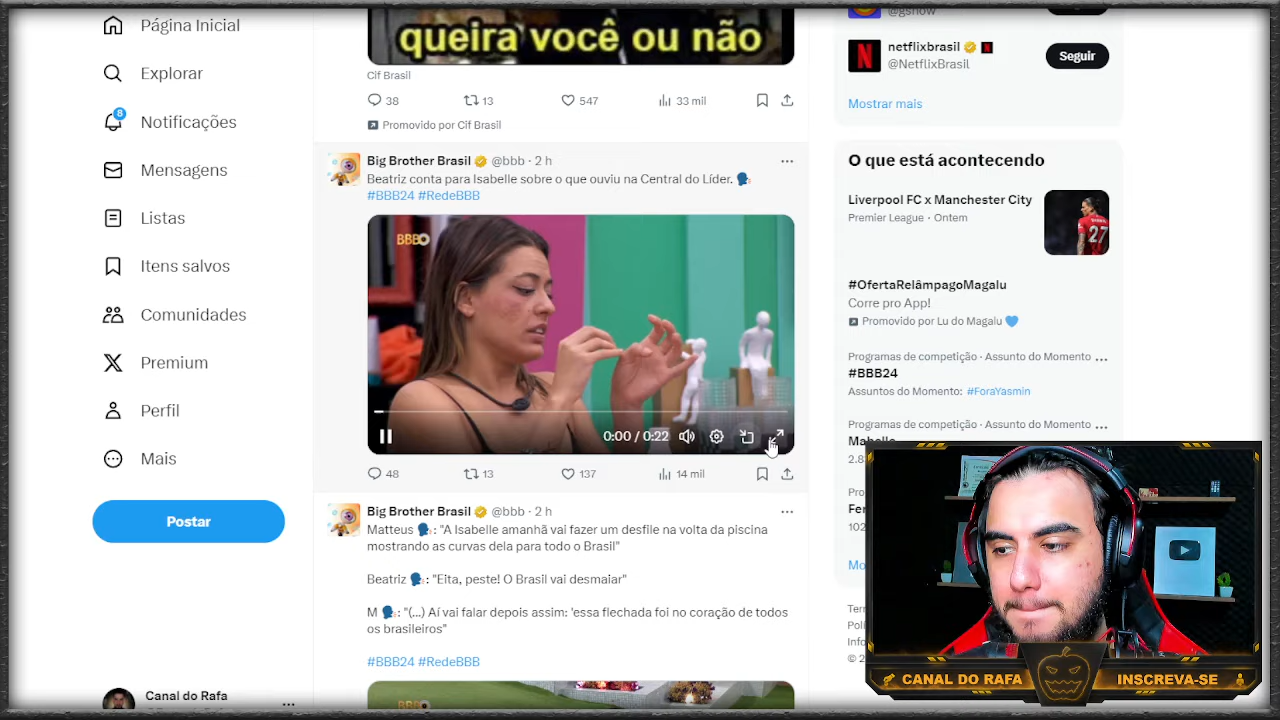 Página Inicial
Explorar
8
Notificações
Mensagens
Listas
Itens salvos
Comunidades
Premium
Perfil
Mais
Postar
Canal do Rafa
queira você ou não
Cif Brasil
38 13 547 33 mil
Promovido por Cif Brasil
Big Brother Brasil @bbb · 2 h
Beatriz conta para Isabelle sobre o que ouviu na Central do Líder.
#BBB24 #RedeBBB
BBB
0:00 / 0:22
48 13 137 14 mil
Big Brother Brasil @bbb · 2 h
Matteus : "A Isabelle amanhã vai fazer um desfile na volta da piscina
mostrando as curvas dela para todo o Brasil"
Beatriz : "Eita, peste! O Brasil vai desmaiar"
M : "(...) Aí vai falar depois assim: 'essa flechada foi no coração de todos
os brasileiros"
#BBB24 #RedeBBB
BBB
@gshow
netflixbrasil
@NetflixBrasil
Seguir
Mostrar mais
O que está acontecendo
Liverpool FC x Manchester City
Premier League · Ontem
27
#OfertaRelâmpagoMagalu
Corre pro App!
Promovido por Lu do Magalu
Programas de competição · Assunto do Momento
#BBB24
Assuntos do Momento: #ForaYasmin
Programas de competição · Assunto do Momento
CANAL DO RAFA
INSCREVA-SE